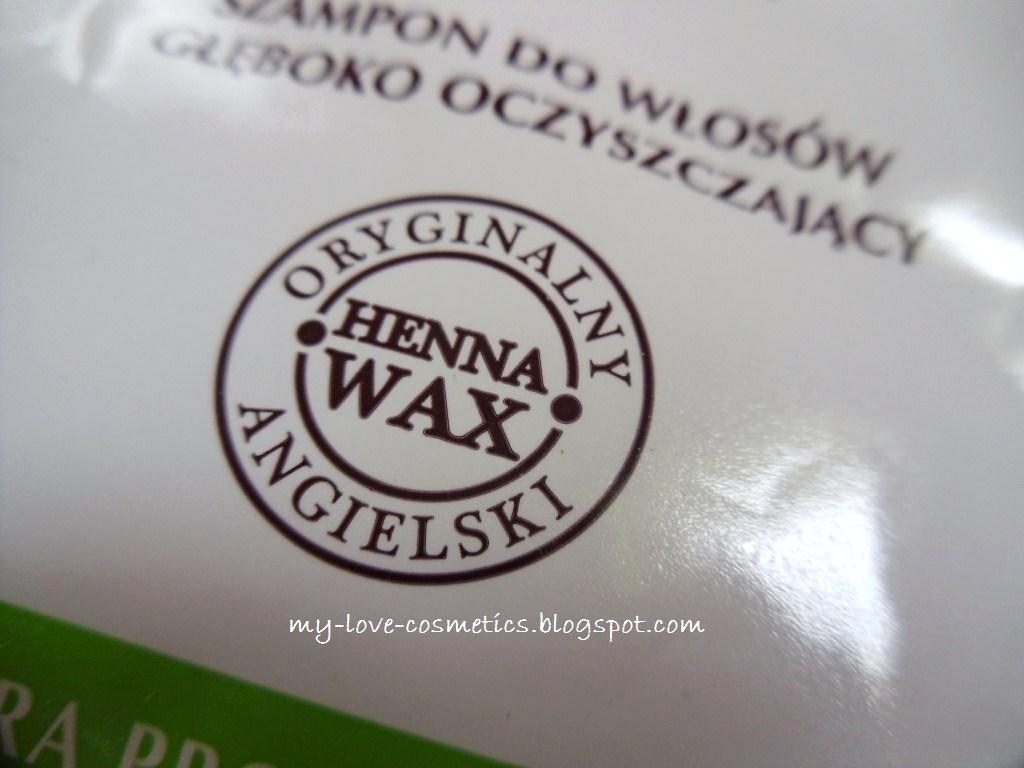 SZAMPON DO WŁOSÓW
GŁĘBOKO OCZYSZCZAJĄCY
ORYGINALNY
HENNA
WAX
ANGIELSKI
my-love-cosmetics.blogspot.com